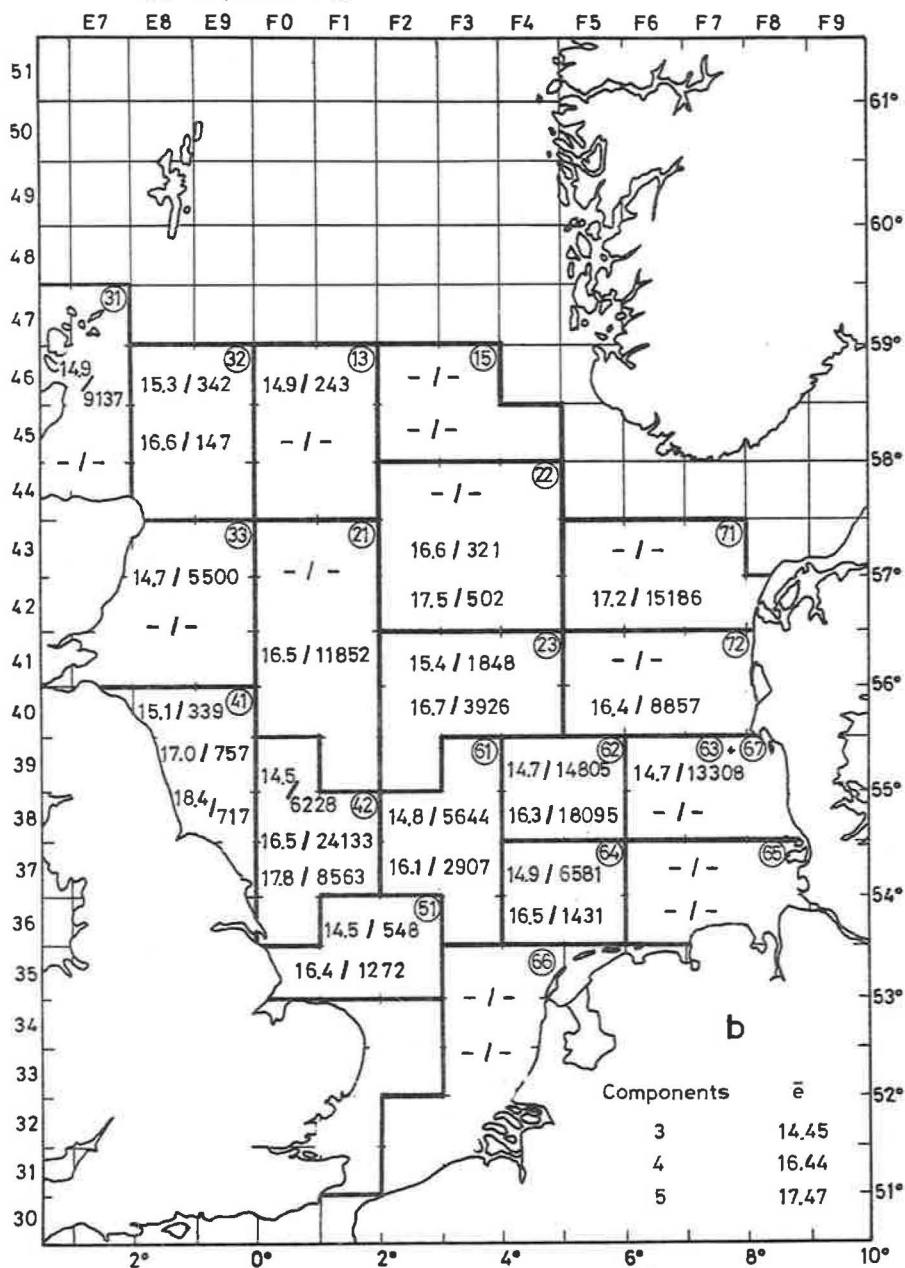 E7 E8 E9 F0 F1 F2 F3 F4 F5 F6 F7 F8 F9
51
61°
50
49
60°
48
31
47
32 13 15
59°
14.9 / 9137
46
15.3 / 342 14.9 / 243 - / -
45
16.6 / 147 - / - - / -
- / -
58°
22
44
- / -
33 21 71
43
14.7 / 5500 - / - 16.6 / 321 - / -
57°
42
- / - 17.5 / 502 17.2 / 15186
23 72
41
16.5 / 11852 15.4 / 1848 - / -
56°
41
40
15.1 / 339 16.7 / 3926 16.4 / 8857
17.0 / 757
61 62 63 + 67
39
14.5 / 6228 14.7 / 14805 14.7 / 13308
55°
18.4 / 717
42
38
14.8 / 5644 16.3 / 18095 - / -
16.5 / 24133
64 65
37
17.8 / 8563 16.1 / 2907 14.9 / 6581 - / -
54°
51
36
14.5 / 548 16.5 / 1431 - / -
66
35
16.4 / 1272 - / -
53°
34
- / -
b
33
Components e̅
52°
32
3 14.45
31
4 16.44
5 17.47
51°
30
2° 0° 2° 4° 6° 8° 10°